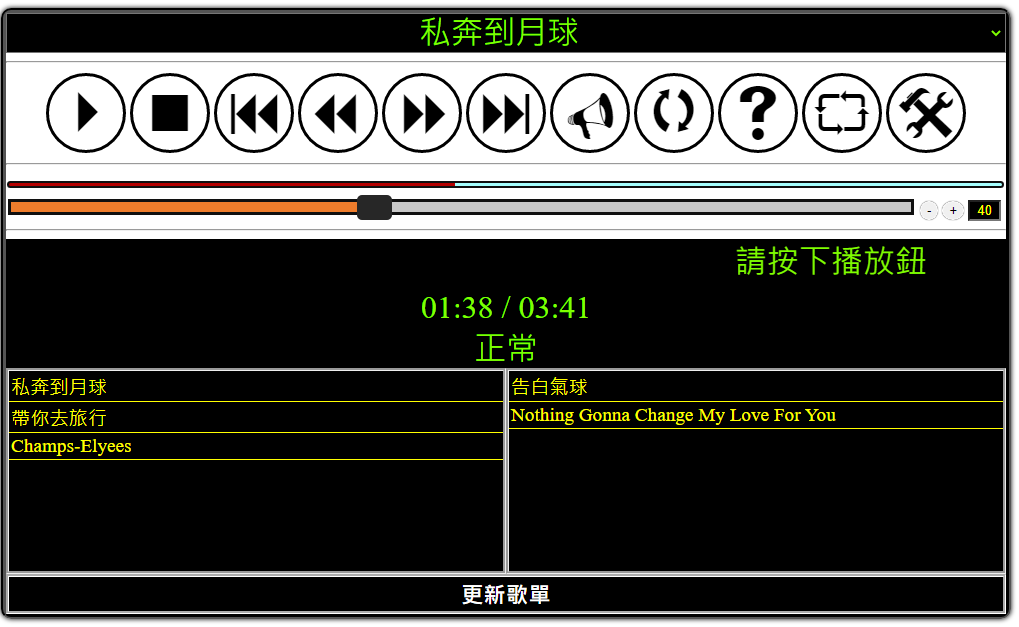 私奔到月球
?
- + 40
請按下播放鈕
01:38 / 03:41
正常
私奔到月球
帶你去旅行
Champs-Elyees
告白氣球
Nothing Gonna Change My Love For You
更新歌單